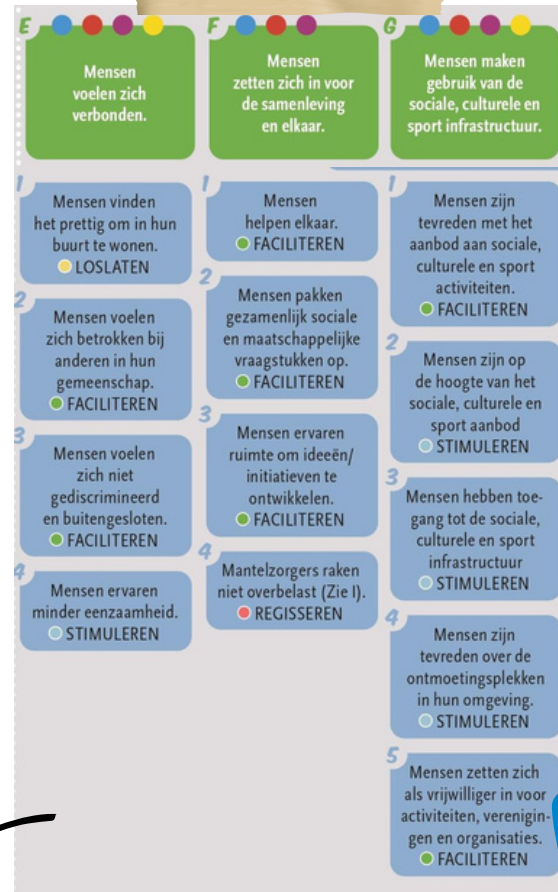 E
Mensen
voelen zich
verbonden.
1
Mensen vinden
het prettig om in hun
buurt te wonen.
LOSLATEN
2
Mensen voelen
zich betrokken bij
anderen in hun
gemeenschap.
FACILITEREN
3
Mensen voelen
zich niet
gediscrimineerd
en buitengesloten.
FACILITEREN
4
Mensen ervaren
minder eenzaamheid.
STIMULEREN
F
Mensen
zetten zich in voor
de samenleving
en elkaar.
1
Mensen
helpen elkaar.
FACILITEREN
2
Mensen pakken
gezamenlijk sociale
en maatschappelijke
vraagstukken op.
FACILITEREN
3
Mensen ervaren
ruimte om ideeën/
initiatieven te
ontwikkelen.
FACILITEREN
4
Mantelzorgers raken
niet overbelast (Zie I).
REGISSEREN
G
Mensen maken
gebruik van de
sociale, culturele en
sport infrastructuur.
1
Mensen zijn
tevreden met het
aanbod aan sociale,
culturele en sport
activiteiten.
FACILITEREN
2
Mensen zijn op
de hoogte van het
sociale, culturele en
sport aanbod
STIMULEREN
3
Mensen hebben toe-
gang tot de sociale,
culturele en sport
infrastructuur
STIMULEREN
4
Mensen zijn
tevreden over de
ontmoetingsplekken
in hun omgeving.
STIMULEREN
5
Mensen zetten zich
als vrijwilliger in voor
activiteiten, verenigin-
gen en organisaties.
FACILITEREN